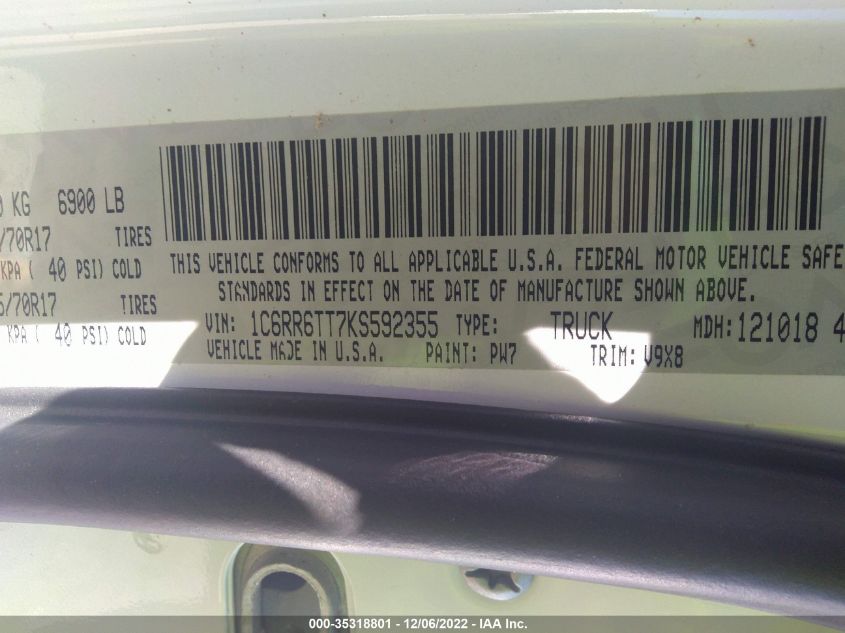 KG 6900 LB
/70R17 TIRES
KPA ( 40 PSI) COLD
/70R17 TIRES
KPA ( 40 PSI) COLD
THIS VEHICLE CONFORMS TO ALL APPLICABLE U.S.A. FEDERAL MOTOR VEHICLE SAFE
STANDARDS IN EFFECT ON THE DATE OF MANUFACTURE SHOWN ABOVE.
VIN: 1C6RR6TT7KS592355 TYPE: TRUCK MDH: 121018 4
VEHICLE MADE IN U.S.A. PAINT: PW7 TRIM: V9X8
000-35318801 - 12/06/2022 - IAA Inc.